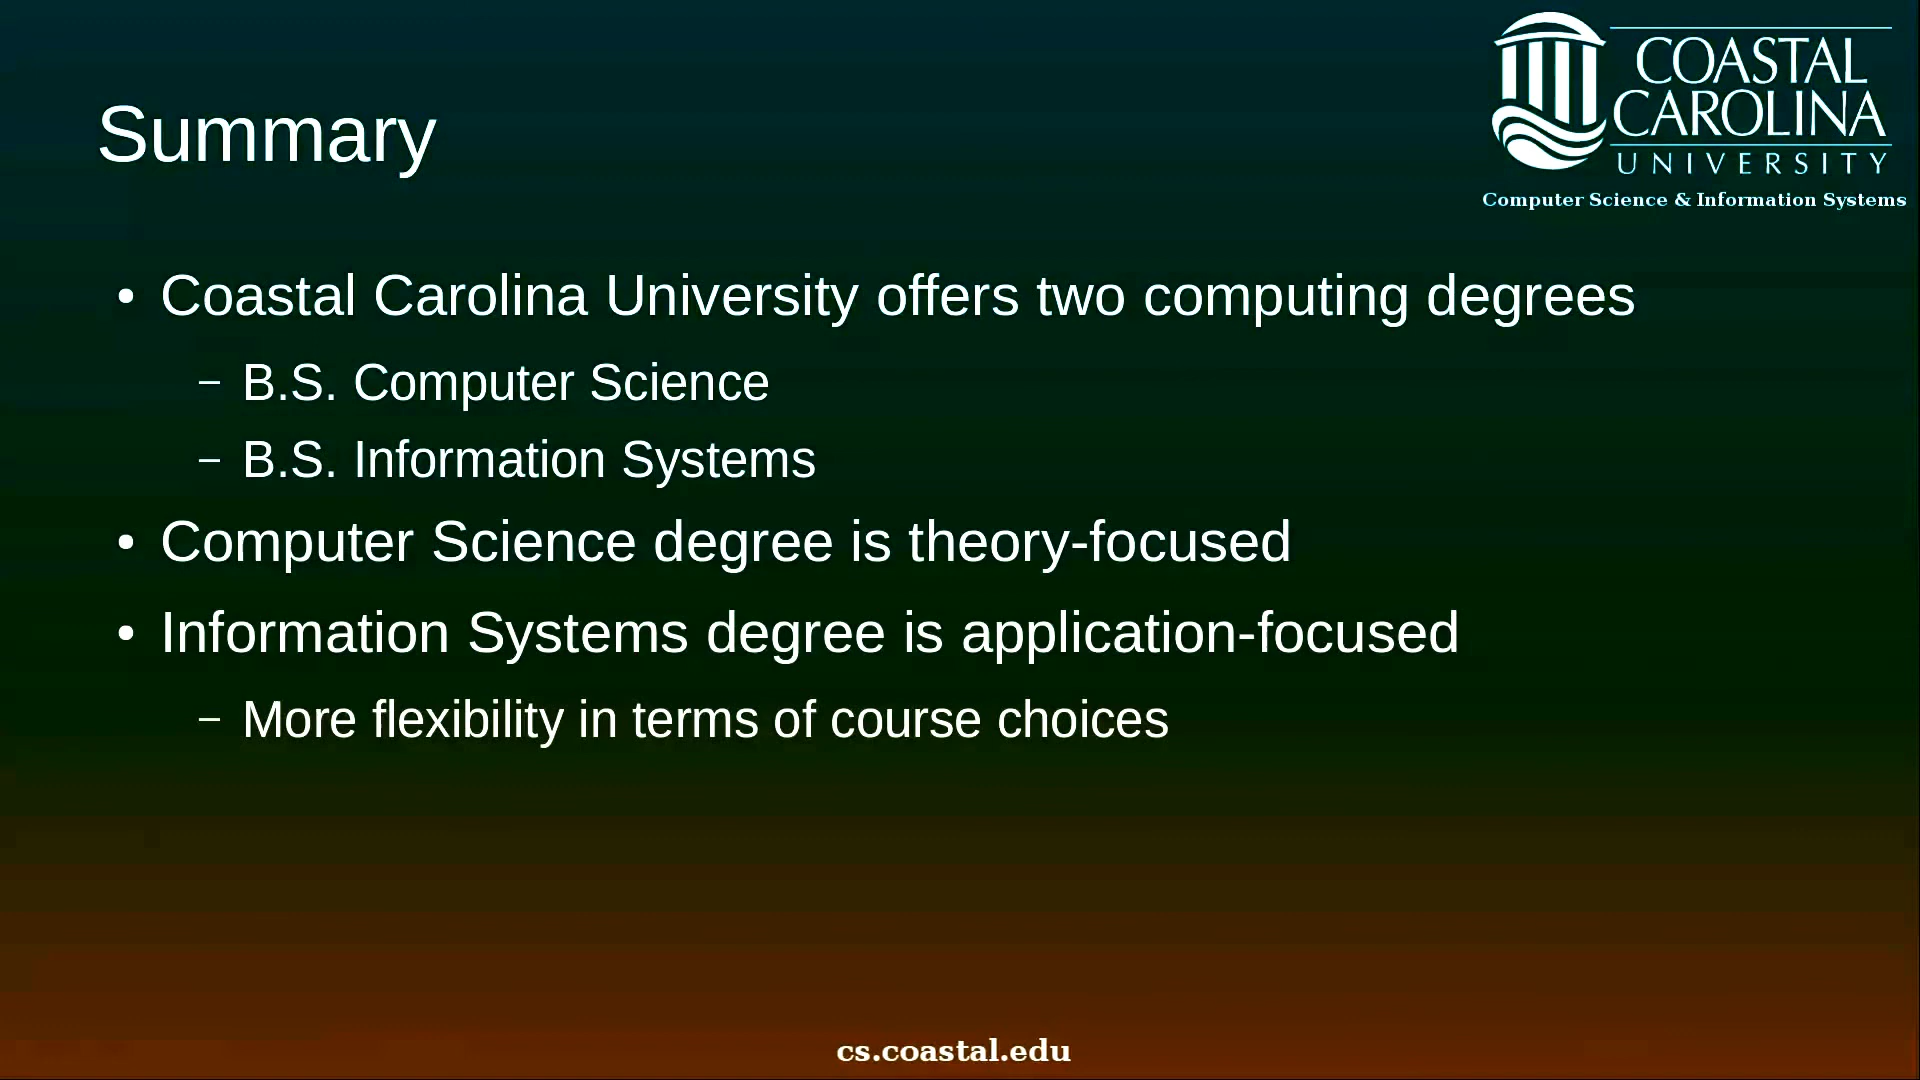 COASTAL
CAROLINA
UNIVERSITY
Computer Science & Information Systems
Summary
• Coastal Carolina University offers two computing degrees
– B.S. Computer Science
– B.S. Information Systems
• Computer Science degree is theory-focused
• Information Systems degree is application-focused
– More flexibility in terms of course choices
cs.coastal.edu